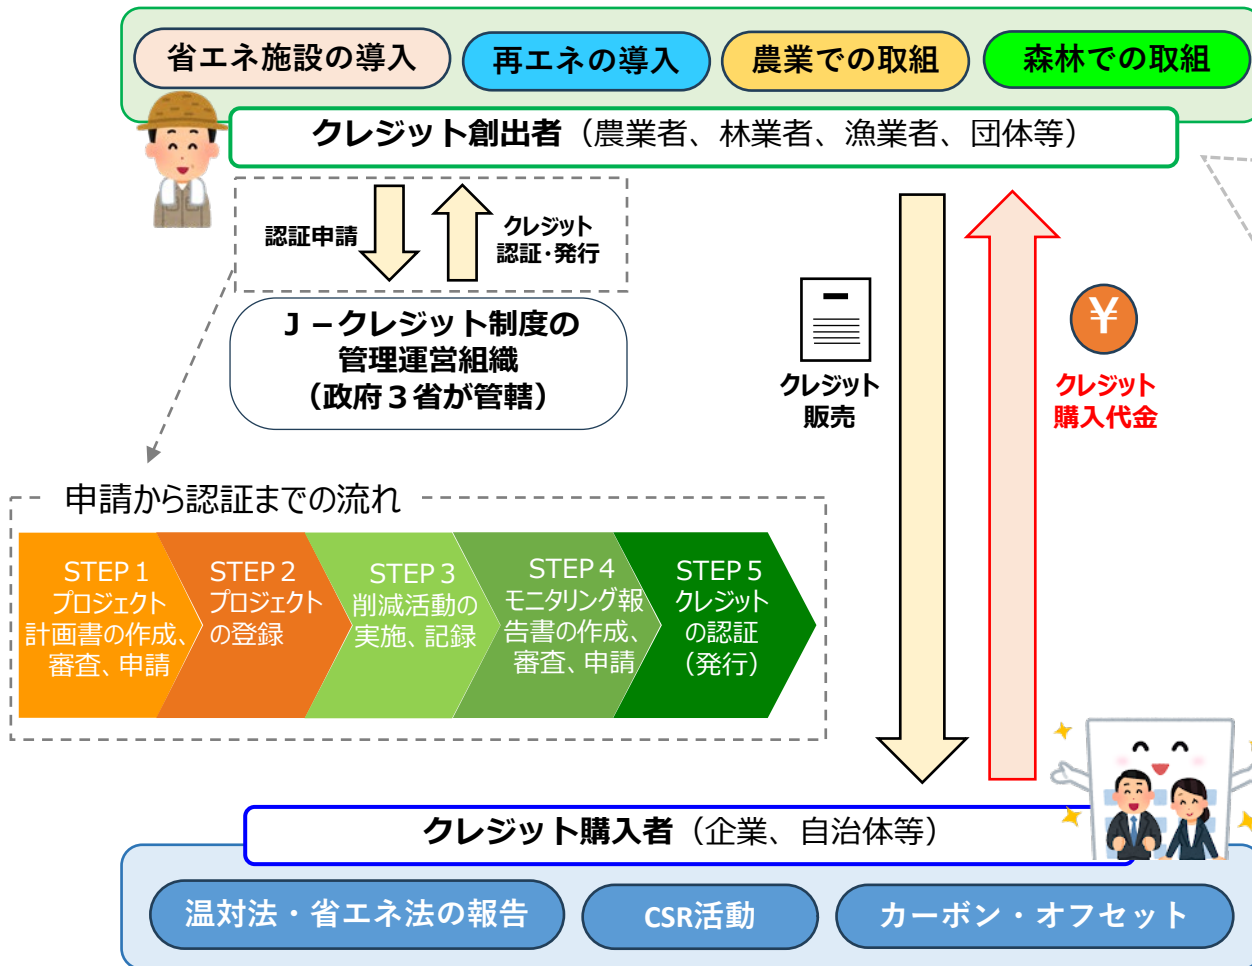 省エネ施設の導入
再エネの導入
農業での取組
森林での取組
クレジット創出者（農業者、林業者、漁業者、団体等）
認証申請
クレジット
認証・発行
Ｊ－クレジット制度の
管理運営組織
（政府３省が管轄）
クレジット
販売
¥
クレジット
購入代金
申請から認証までの流れ
STEP１
プロジェクト
計画書の作成、
審査、申請
STEP２
プロジェクト
の登録
STEP３
削減活動の
実施、記録
STEP４
モニタリング報
告書の作成、
審査、申請
STEP５
クレジット
の認証
（発行）
クレジット購入者（企業、自治体等）
温対法・省エネ法の報告
CSR活動
カーボン・オフセット